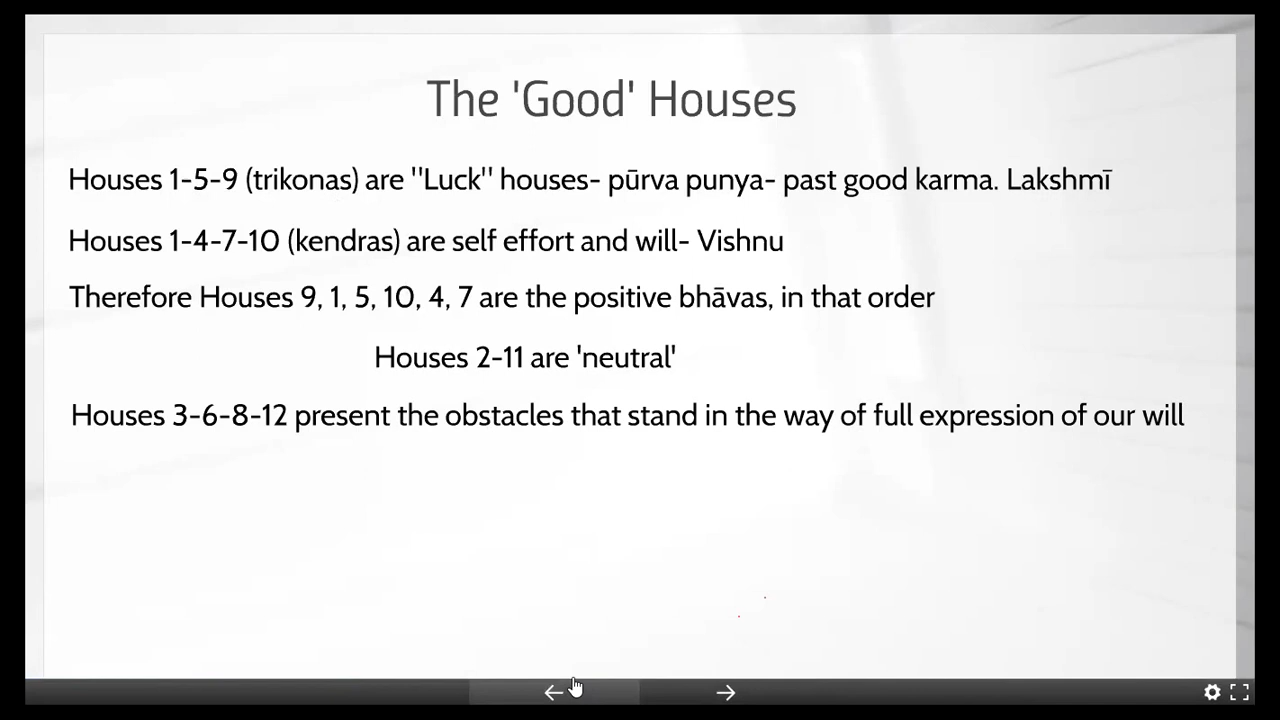 The 'Good' Houses
Houses 1-5-9 (trikonas) are "Luck" houses- pūrva punya- past good karma. Lakshmī
Houses 1-4-7-10 (kendras) are self effort and will- Vishnu
Therefore Houses 9, 1, 5, 10, 4, 7 are the positive bhāvas, in that order
Houses 2-11 are 'neutral'
Houses 3-6-8-12 present the obstacles that stand in the way of full expression of our will